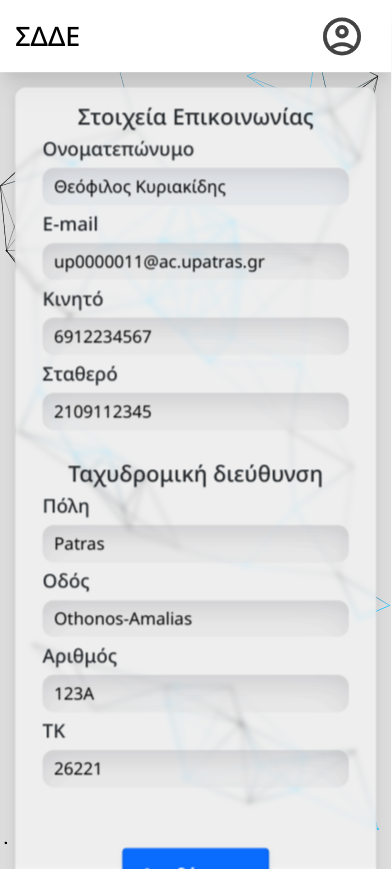 ΣΔΔΕ
Στοιχεία Επικοινωνίας
Ονοματεπώνυμο
Θεόφιλος Κυριακίδης
E-mail
up0000011@ac.upatras.gr
Κινητό
6912234567
Σταθερό
2109112345
Ταχυδρομική διεύθυνση
Πόλη
Patras
Οδός
Othonos-Amalias
Αριθμός
123A
ΤΚ
26221